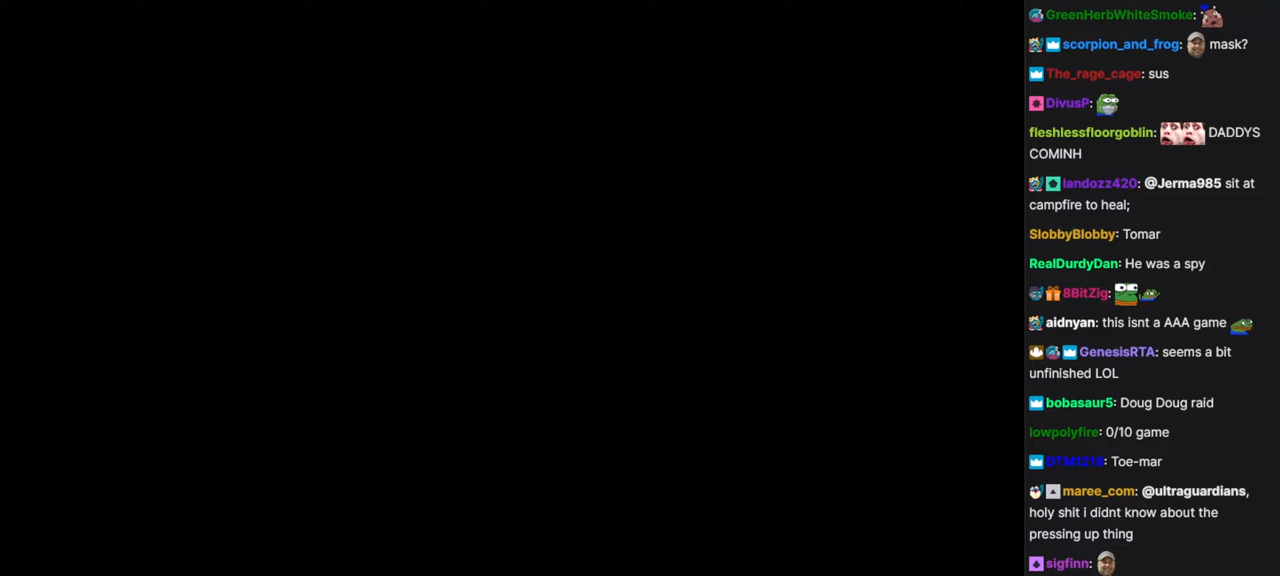 GreenHerbWhiteSmoke:
scorpion_and_frog: mask?
The_rage_cage: sus
DivusP:
fleshlessfloorgoblin: DADDYS
COMINH
landozz420: @Jerma985 sit at
campfire to heal;
SlobbyBlobby: Tomar
RealDurdyDan: He was a spy
8BitZig:
aidnyan: this isnt a AAA game
GenesisRTA: seems a bit
unfinished LOL
bobasaur5: Doug Doug raid
lowpolyfire: 0/10 game
DTM1218: Toe-mar
maree_com: @ultraguardians,
holy shit i didnt know about the
pressing up thing
sigfinn: